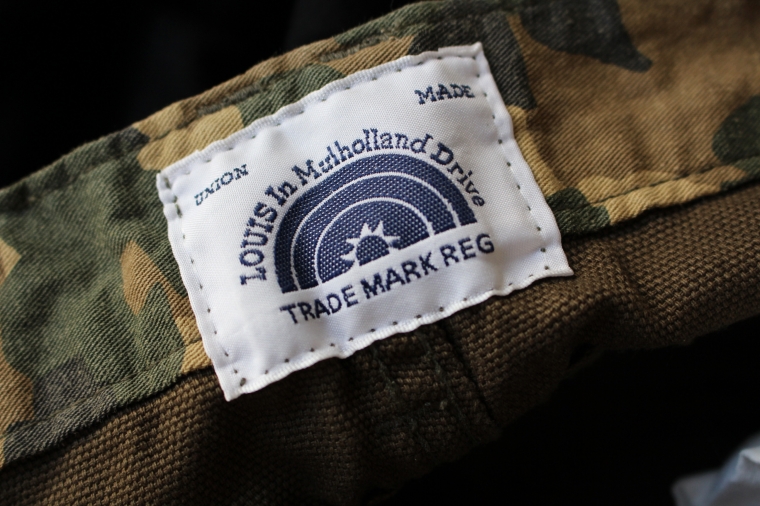 UNION MADE
LOUIS In Mulholland Drive
TRADE MARK REG